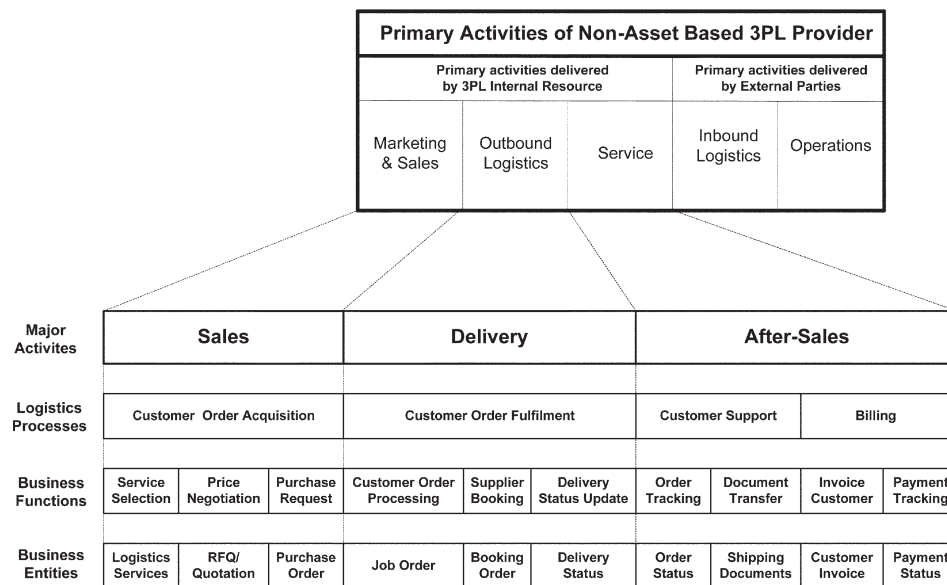 Primary Activities of Non-Asset Based 3PL Provider
Primary activities delivered
by 3PL Internal Resource
Primary activities delivered
by External Parties
Marketing
& Sales
Outbound
Logistics
Service
Inbound
Logistics
Operations
Major
Activites
Sales
Delivery
After-Sales
Logistics
Processes
Customer Order Acquisition
Customer Order Fulfilment
Customer Support
Billing
Business
Functions
Service
Selection
Price
Negotiation
Purchase
Request
Customer Order
Processing
Supplier
Booking
Delivery
Status Update
Order
Tracking
Document
Transfer
Invoice
Customer
Payment
Tracking
Business
Entities
Logistics
Services
RFQ/
Quotation
Purchase
Order
Job Order
Booking
Order
Delivery
Status
Order
Status
Shipping
Documents
Customer
Invoice
Payment
Status